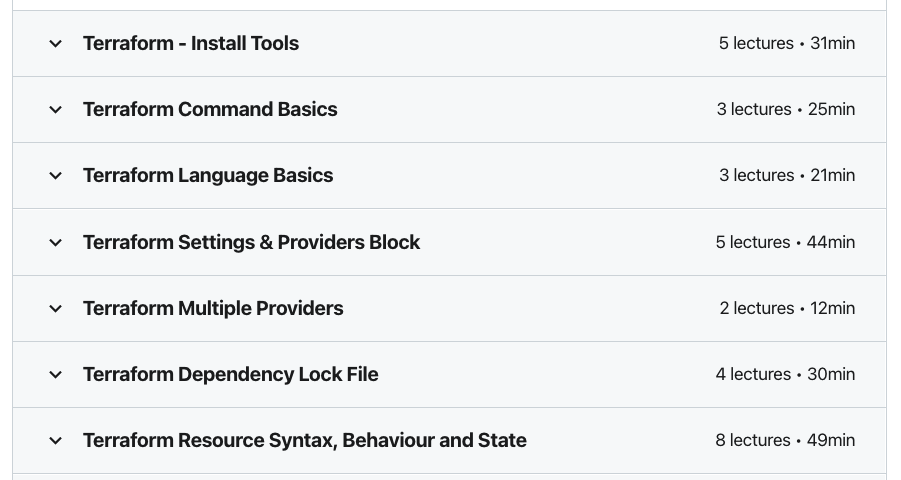 Terraform - Install Tools 5 lectures • 31min
Terraform Command Basics 3 lectures • 25min
Terraform Language Basics 3 lectures • 21min
Terraform Settings & Providers Block 5 lectures • 44min
Terraform Multiple Providers 2 lectures • 12min
Terraform Dependency Lock File 4 lectures • 30min
Terraform Resource Syntax, Behaviour and State 8 lectures • 49min